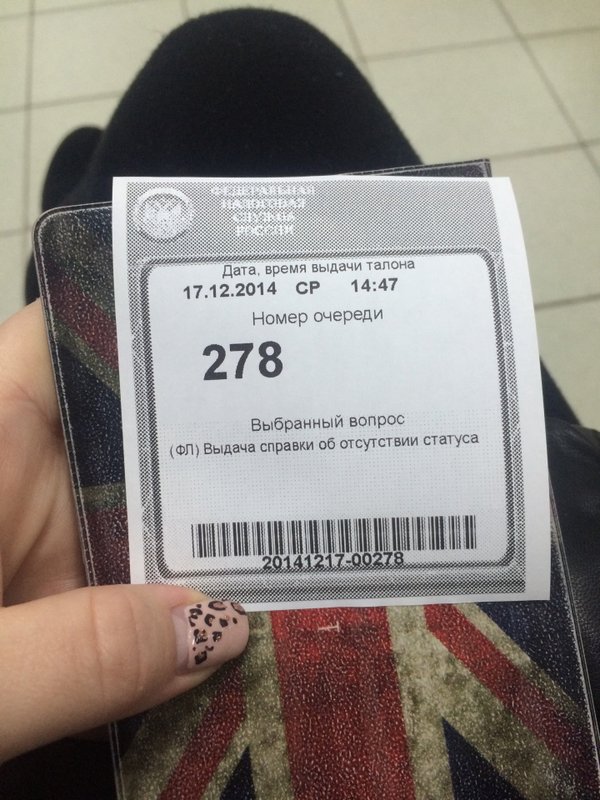 ФЕДЕРАЛЬНАЯ
НАЛОГОВАЯ
СЛУЖБА
РОССИИ
Дата, время выдачи талона
17.12.2014 СР 14:47
Номер очереди
278
Выбранный вопрос
(ФЛ) Выдача справки об отсутствии статуса
20141217-00278